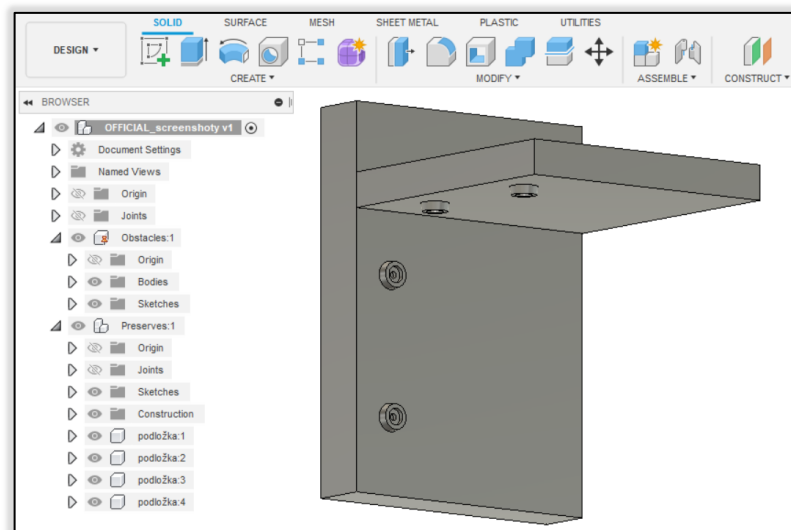 SOLID SURFACE MESH SHEET METAL PLASTIC UTILITIES
DESIGN ▾
CREATE ▾ MODIFY ▾ ASSEMBLE ▾ CONSTRUCT ▾
BROWSER
OFFICIAL_screenshoty v1
Document Settings
Named Views
Origin
Joints
Obstacles:1
Origin
Bodies
Sketches
Preserves:1
Origin
Joints
Sketches
Construction
podložka:1
podložka:2
podložka:3
podložka:4